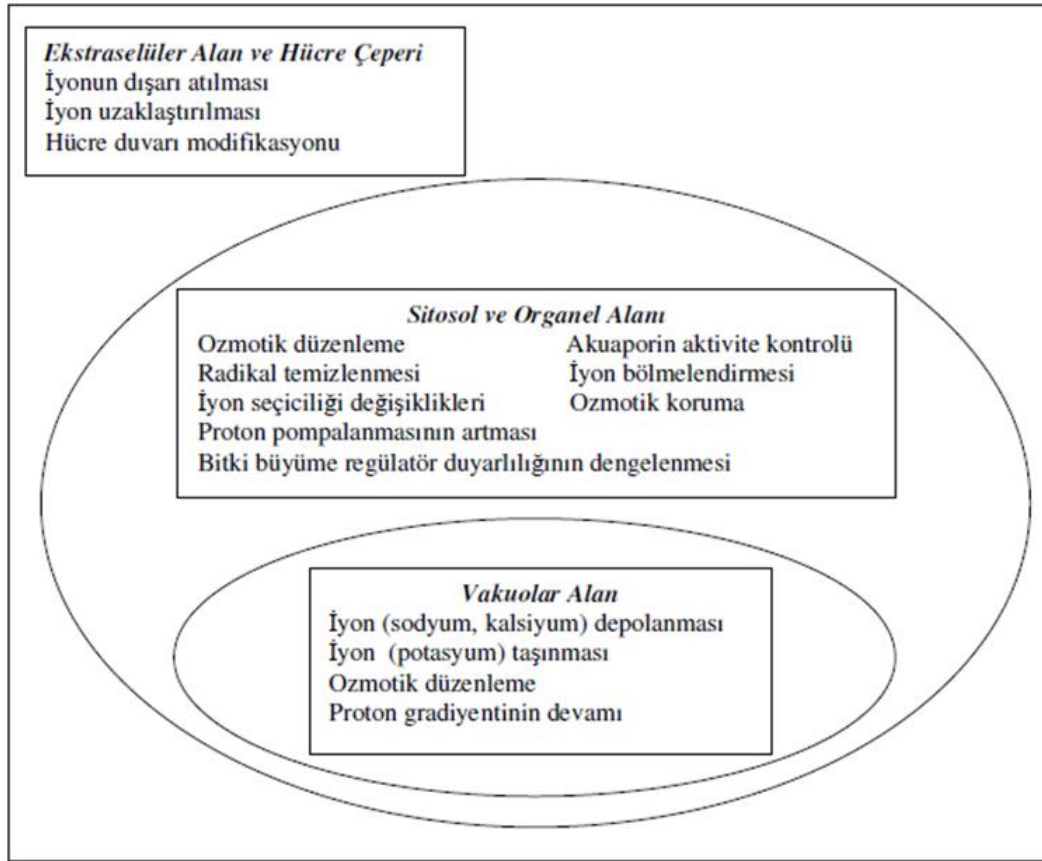 Ekstraselüler Alan ve Hücre Çeperi
İyonun dışarı atılması
İyon uzaklaştırılması
Hücre duvarı modifikasyonu
Sitosol ve Organel Alanı
Ozmotik düzenleme Akuaporin aktivite kontrolü
Radikal temizlenmesi İyon bölmelendirmesi
İyon seçiciliği değişiklikleri Ozmotik koruma
Proton pompalanmasının artması
Bitki büyüme regülatör duyarlılığının dengelenmesi
Vakuolar Alan
İyon (sodyum, kalsiyum) depolanması
İyon (potasyum) taşınması
Ozmotik düzenleme
Proton gradiyentinin devamı